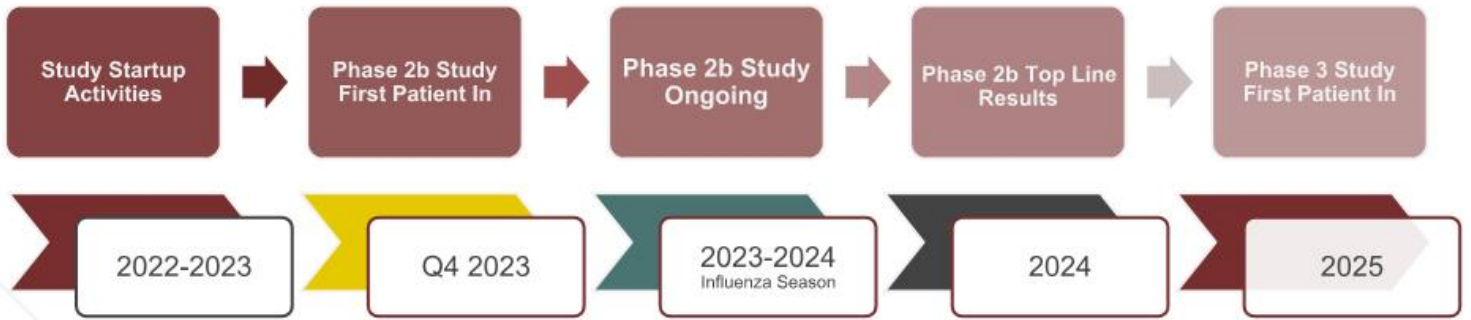 Study Startup
Activities
Phase 2b Study
First Patient In
Phase 2b Study
Ongoing
Phase 2b Top Line
Results
Phase 3 Study
First Patient In
2022-2023
Q4 2023
2023-2024
Influenza Season
2024
2025